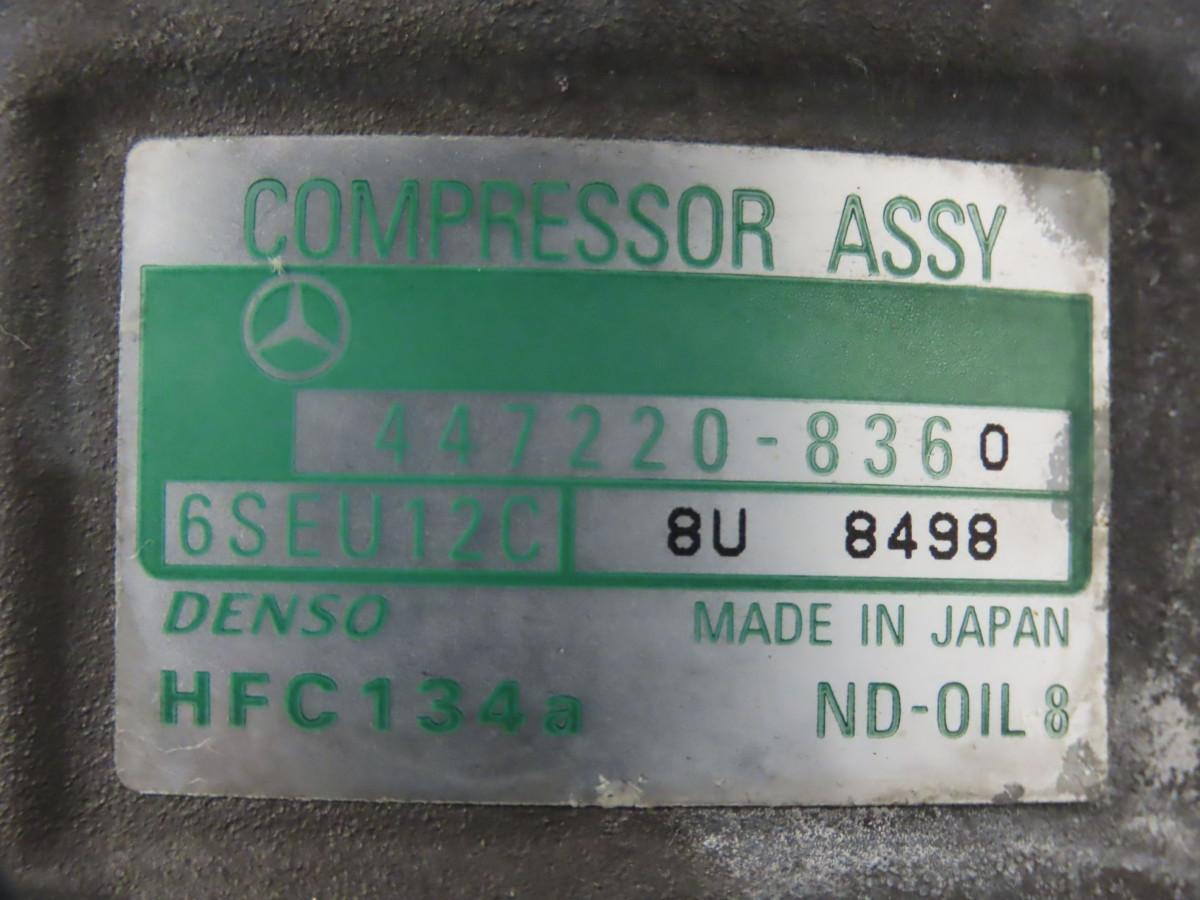 COMPRESSOR ASSY
447220-8360
6SEU12C 8U 8498
DENSO MADE IN JAPAN
HFC134a ND-OIL 8